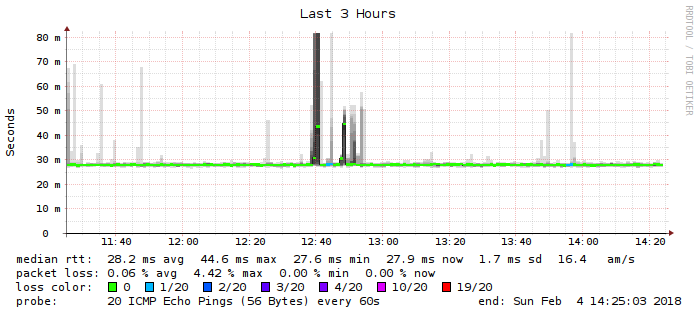 Last 3 Hours
RRDTOOL / TOBI OETIKER
Seconds
80 m
70 m
60 m
50 m
40 m
30 m
20 m
10 m
0
11:40 12:00 12:20 12:40 13:00 13:20 13:40 14:00 14:20
median rtt: 28.2 ms avg 44.6 ms max 27.6 ms min 27.9 ms now 1.7 ms sd 16.4 am/s
packet loss: 0.06 % avg 4.42 % max 0.00 % min 0.00 % now
loss color: 0 1/20 2/20 3/20 4/20 10/20 19/20
probe: 20 ICMP Echo Pings (56 Bytes) every 60s end: Sun Feb 4 14:25:03 2018